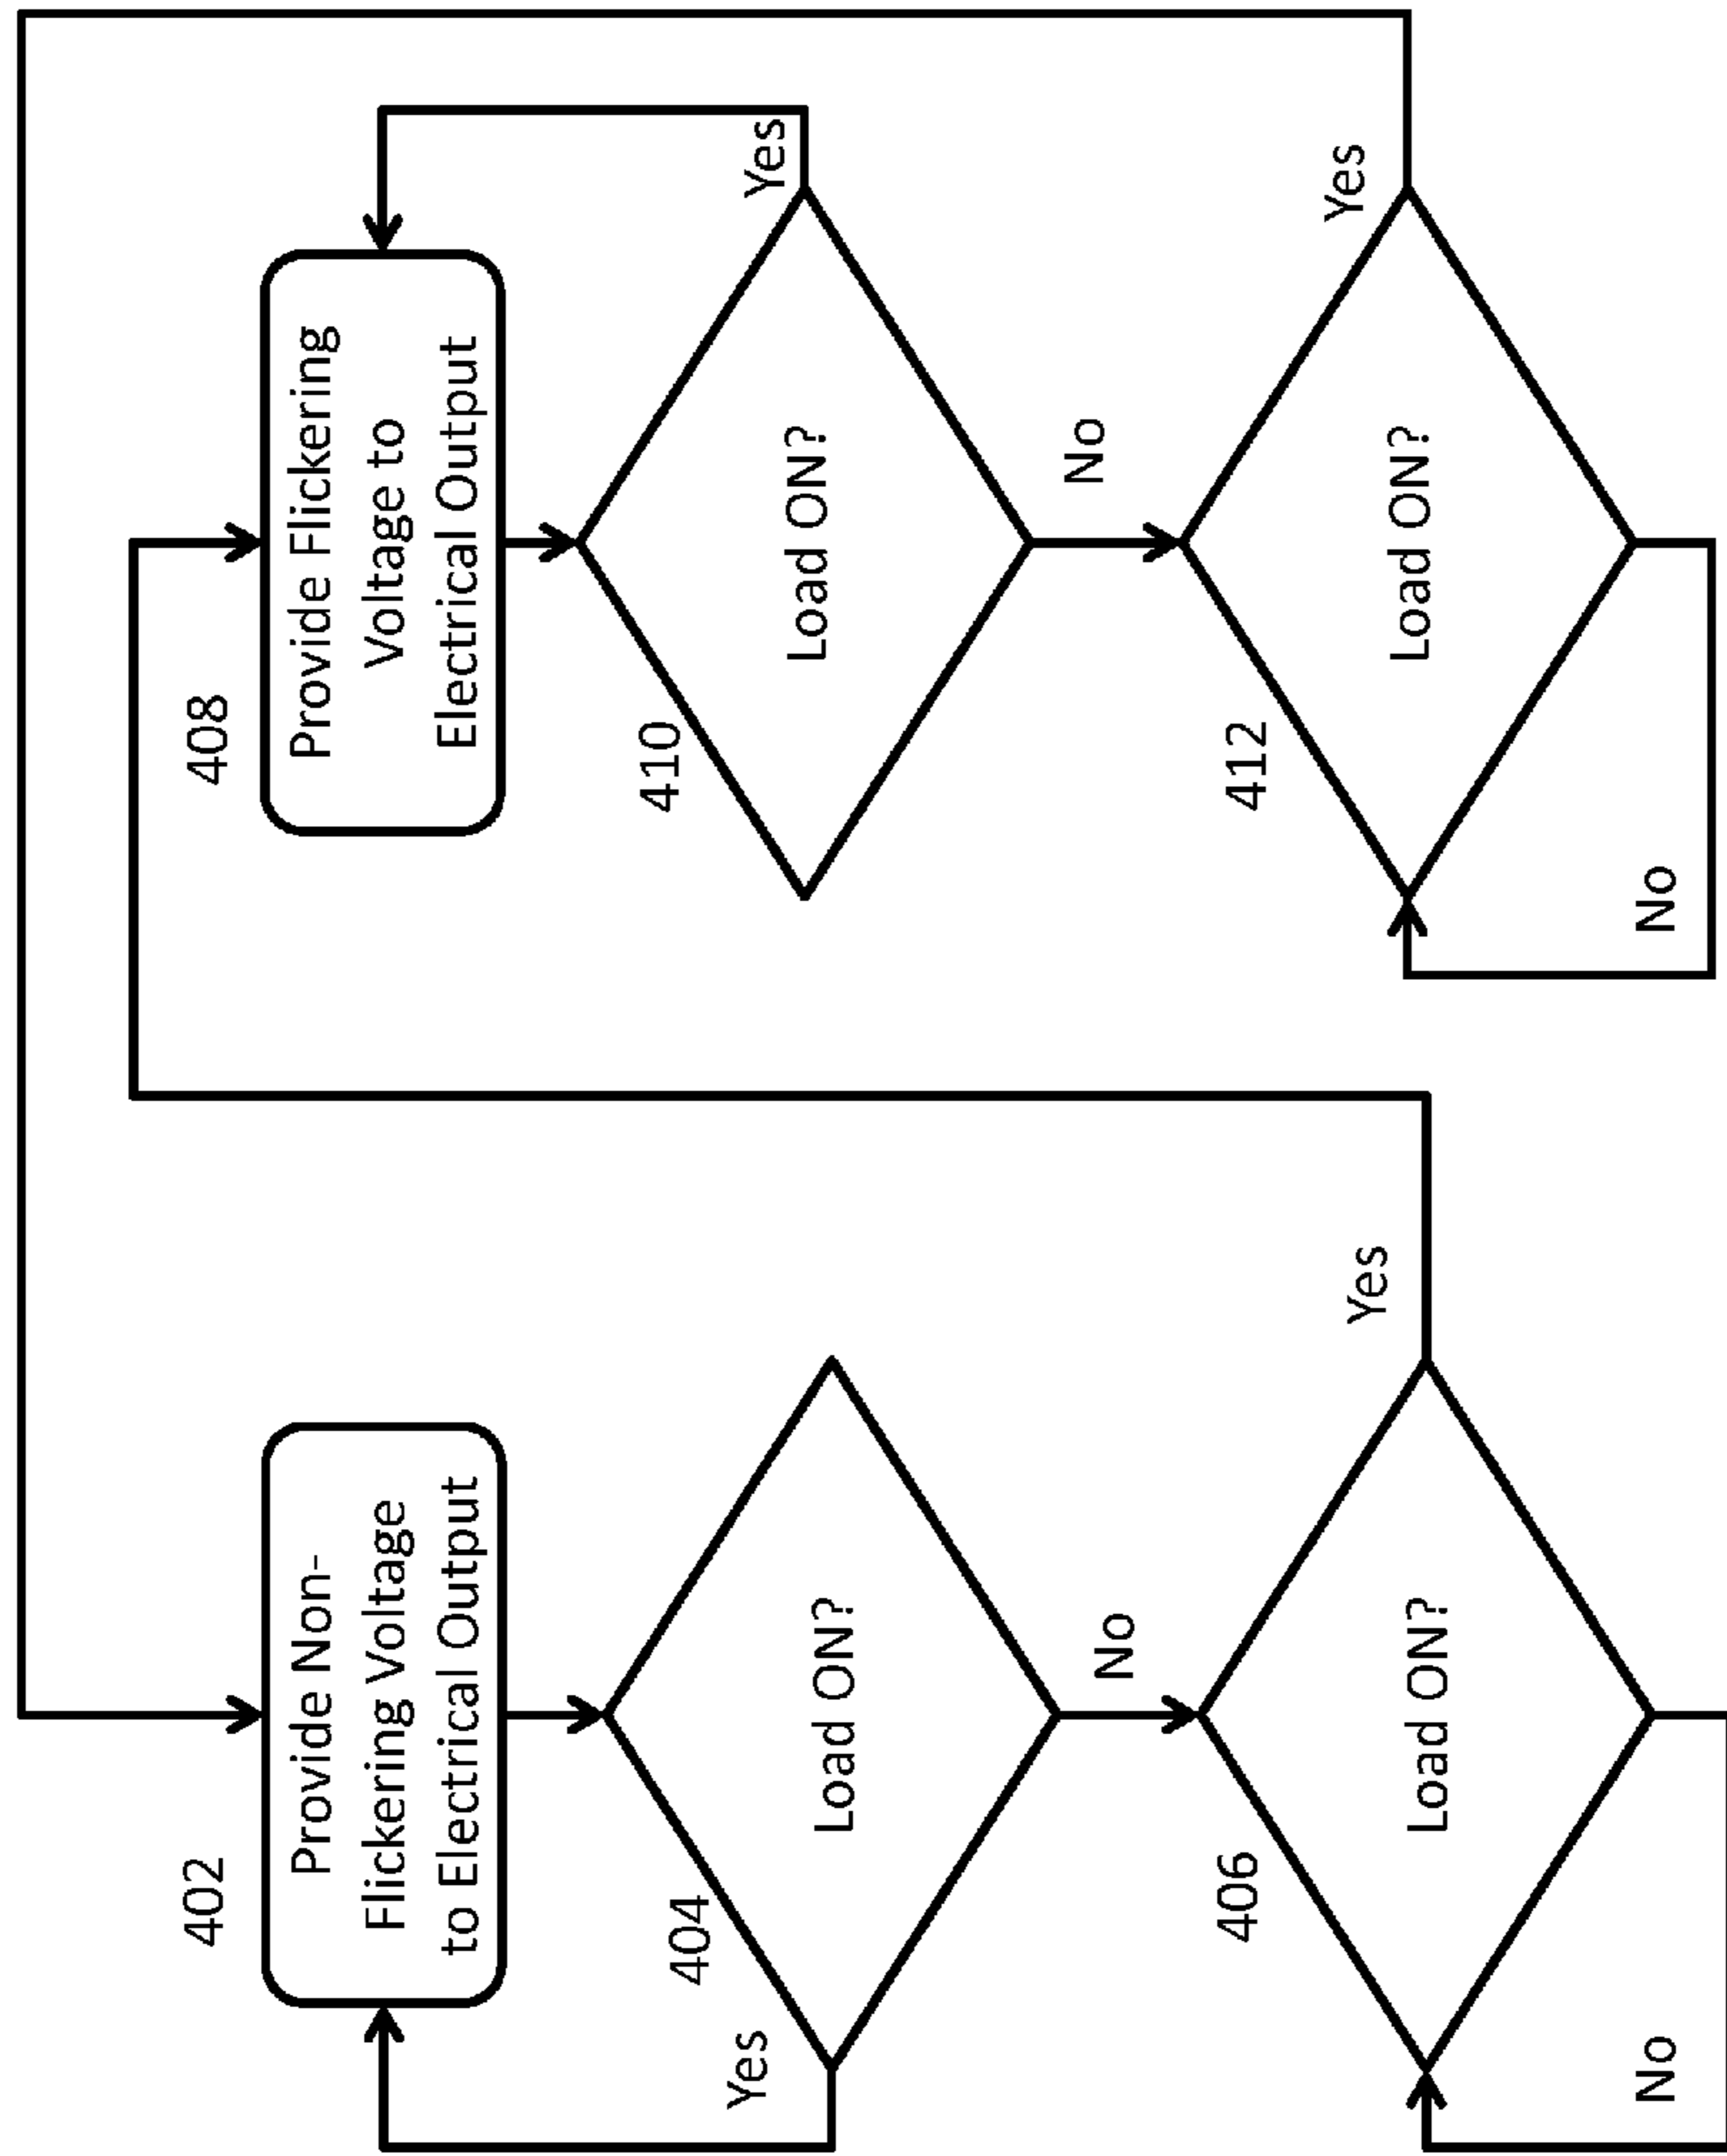 402
Provide Non-
Flickering Voltage
to Electrical Output
404
Yes
Load ON?
No
406
Load ON?
Yes
No
408
Provide Flickering
Voltage to
Electrical Output
410
Yes
Load ON?
No
412
Load ON?
Yes
No